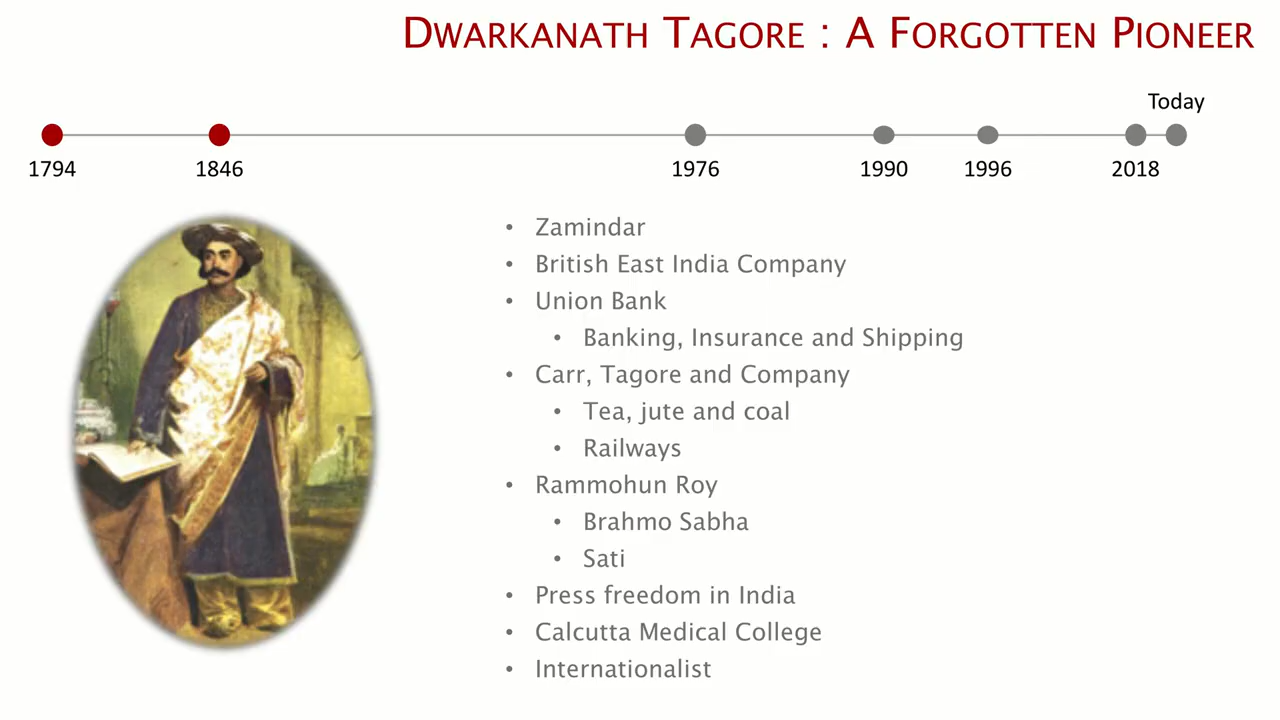 DWARKANATH TAGORE : A FORGOTTEN PIONEER
Today
1794 1846 1976 1990 1996 2018
• Zamindar
• British East India Company
• Union Bank
• Banking, Insurance and Shipping
• Carr, Tagore and Company
• Tea, jute and coal
• Railways
• Rammohun Roy
• Brahmo Sabha
• Sati
• Press freedom in India
• Calcutta Medical College
• Internationalist